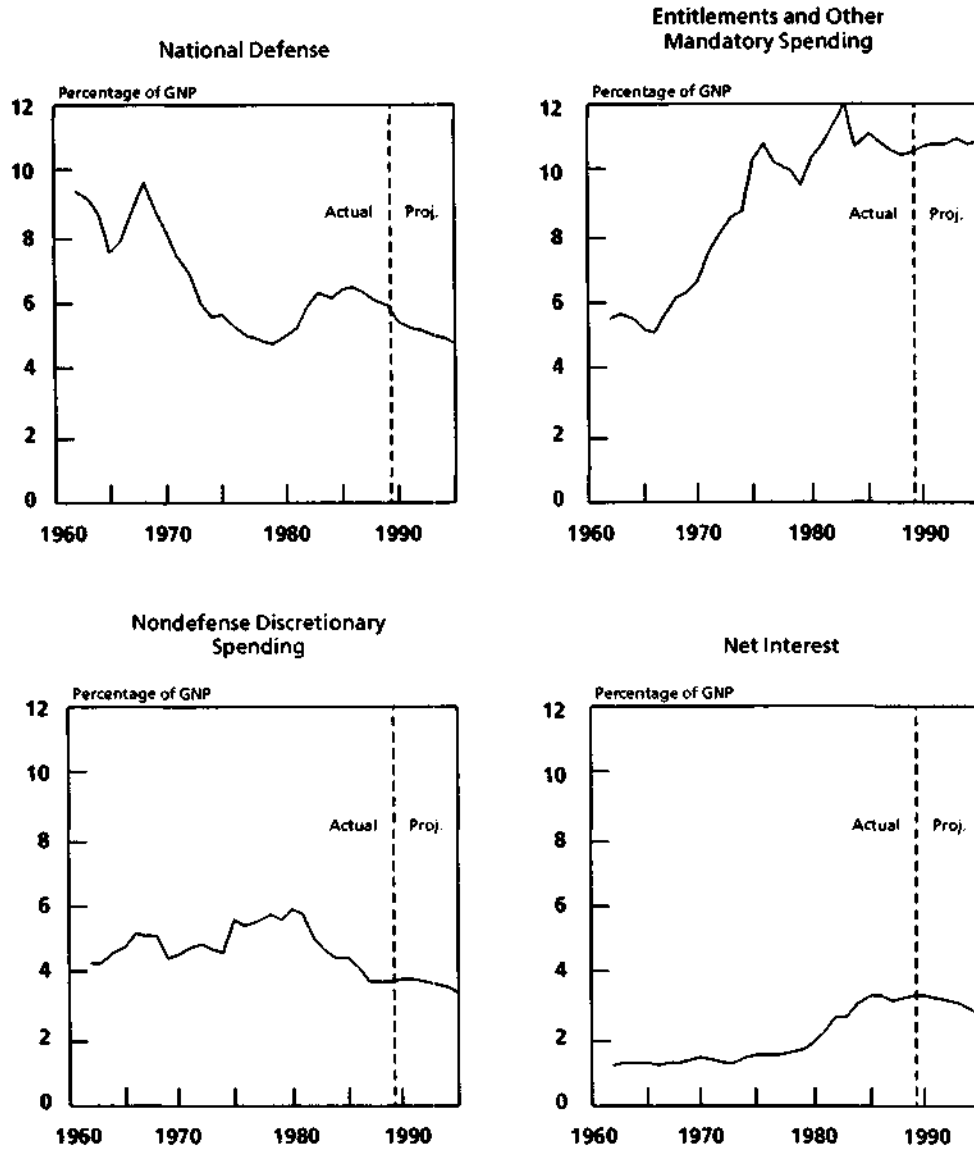 National Defense
Percentage of GNP
12
10
8
6
4
2
0
Actual
Proj.
1960
1970
1980
1990
Entitlements and Other
Mandatory Spending
Percentage of GNP
12
10
8
6
4
2
0
Actual
Proj.
1960
1970
1980
1990
Nondefense Discretionary
Spending
Percentage of GNP
12
10
8
6
4
2
0
Actual
Proj.
1960
1970
1980
1990
Net Interest
Percentage of GNP
12
10
8
6
4
2
0
Actual
Proj.
1960
1970
1980
1990